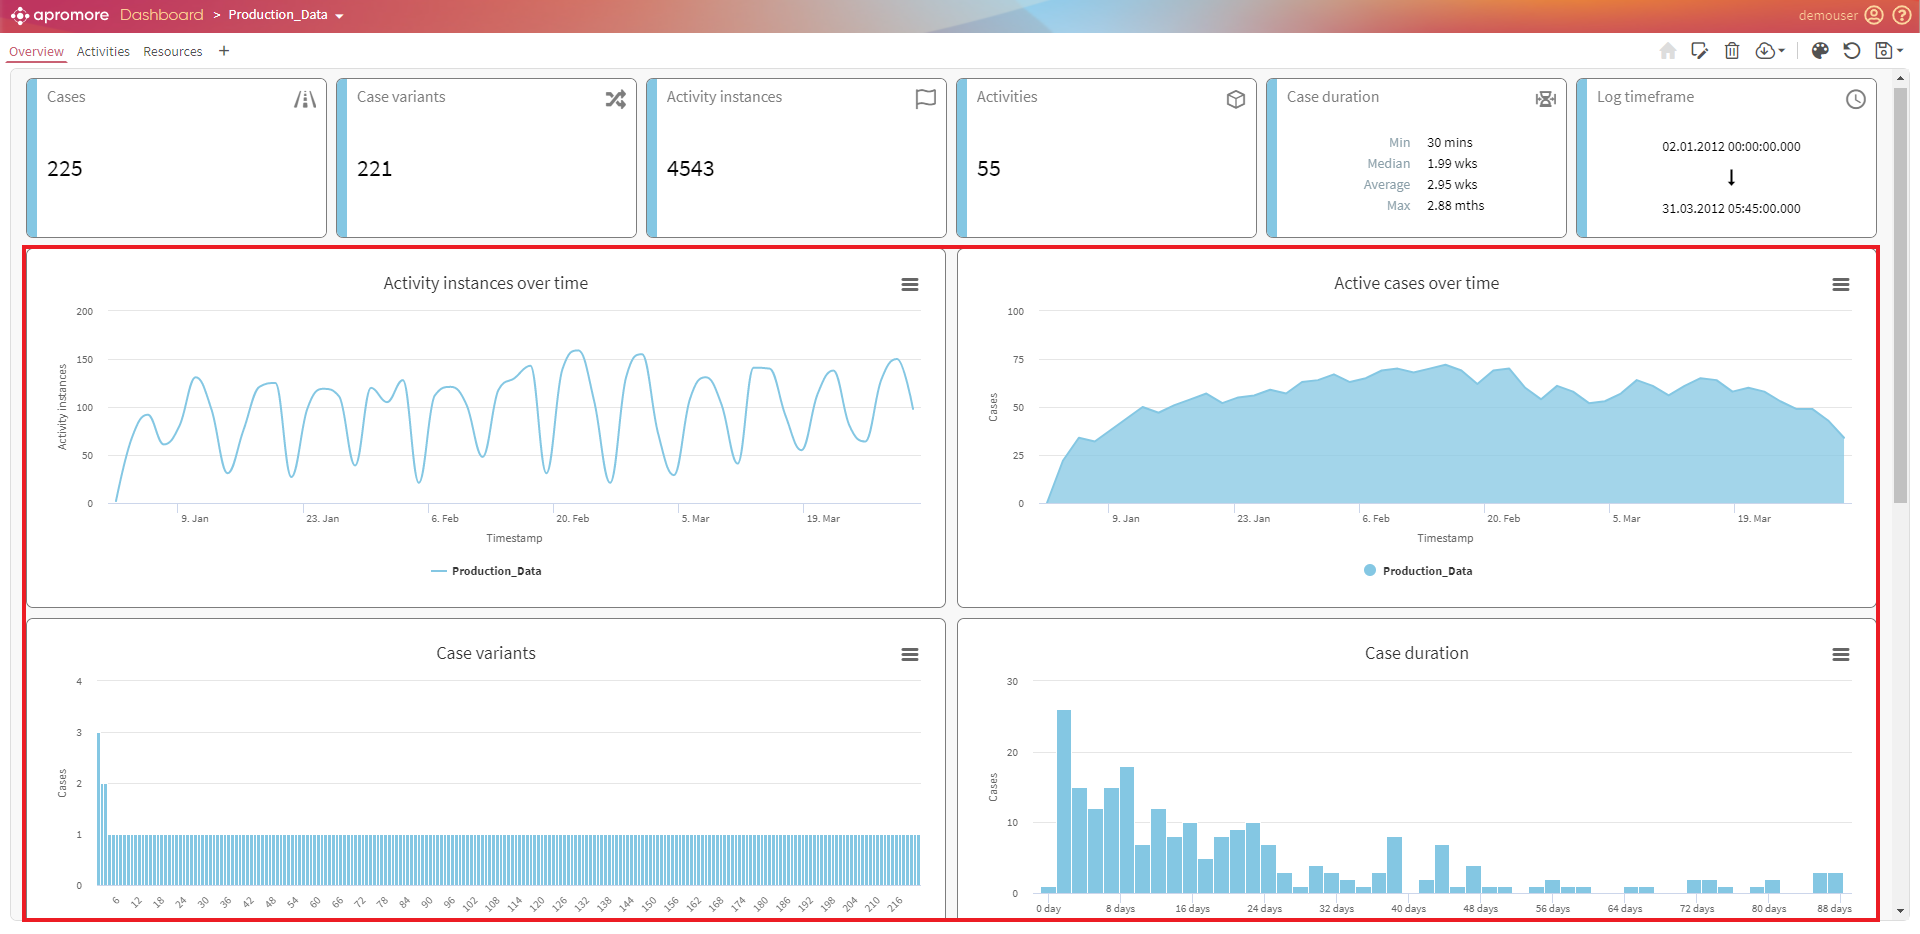 apromore Dashboard > Production_Data demouser
Overview Activities Resources +
Cases
225
Case variants
221
Activity instances
4543
Activities
55
Case duration
Min 30 mins
Median 1.99 wks
Average 2.95 wks
Max 2.88 mths
Log timeframe
02.01.2012 00:00:00.000
31.03.2012 05:45:00.000
Activity instances over time
Activity instances
200
150
100
50
0
9. Jan 23. Jan 6. Feb 20. Feb 5. Mar 19. Mar
Timestamp
Production_Data
Active cases over time
Cases
100
75
50
25
0
9. Jan 23. Jan 6. Feb 20. Feb 5. Mar 19. Mar
Timestamp
Production_Data
Case variants
Cases
4
3
2
1
0
6 12 18 24 30 36 42 48 54 60 66 72 78 84 90 96 102 108 114 120 126 132 138 144 150 156 162 168 174 180 186 192 198 204 210 216
Case duration
Cases
30
20
10
0
0 day 8 days 16 days 24 days 32 days 40 days 48 days 56 days 64 days 72 days 80 days 88 days